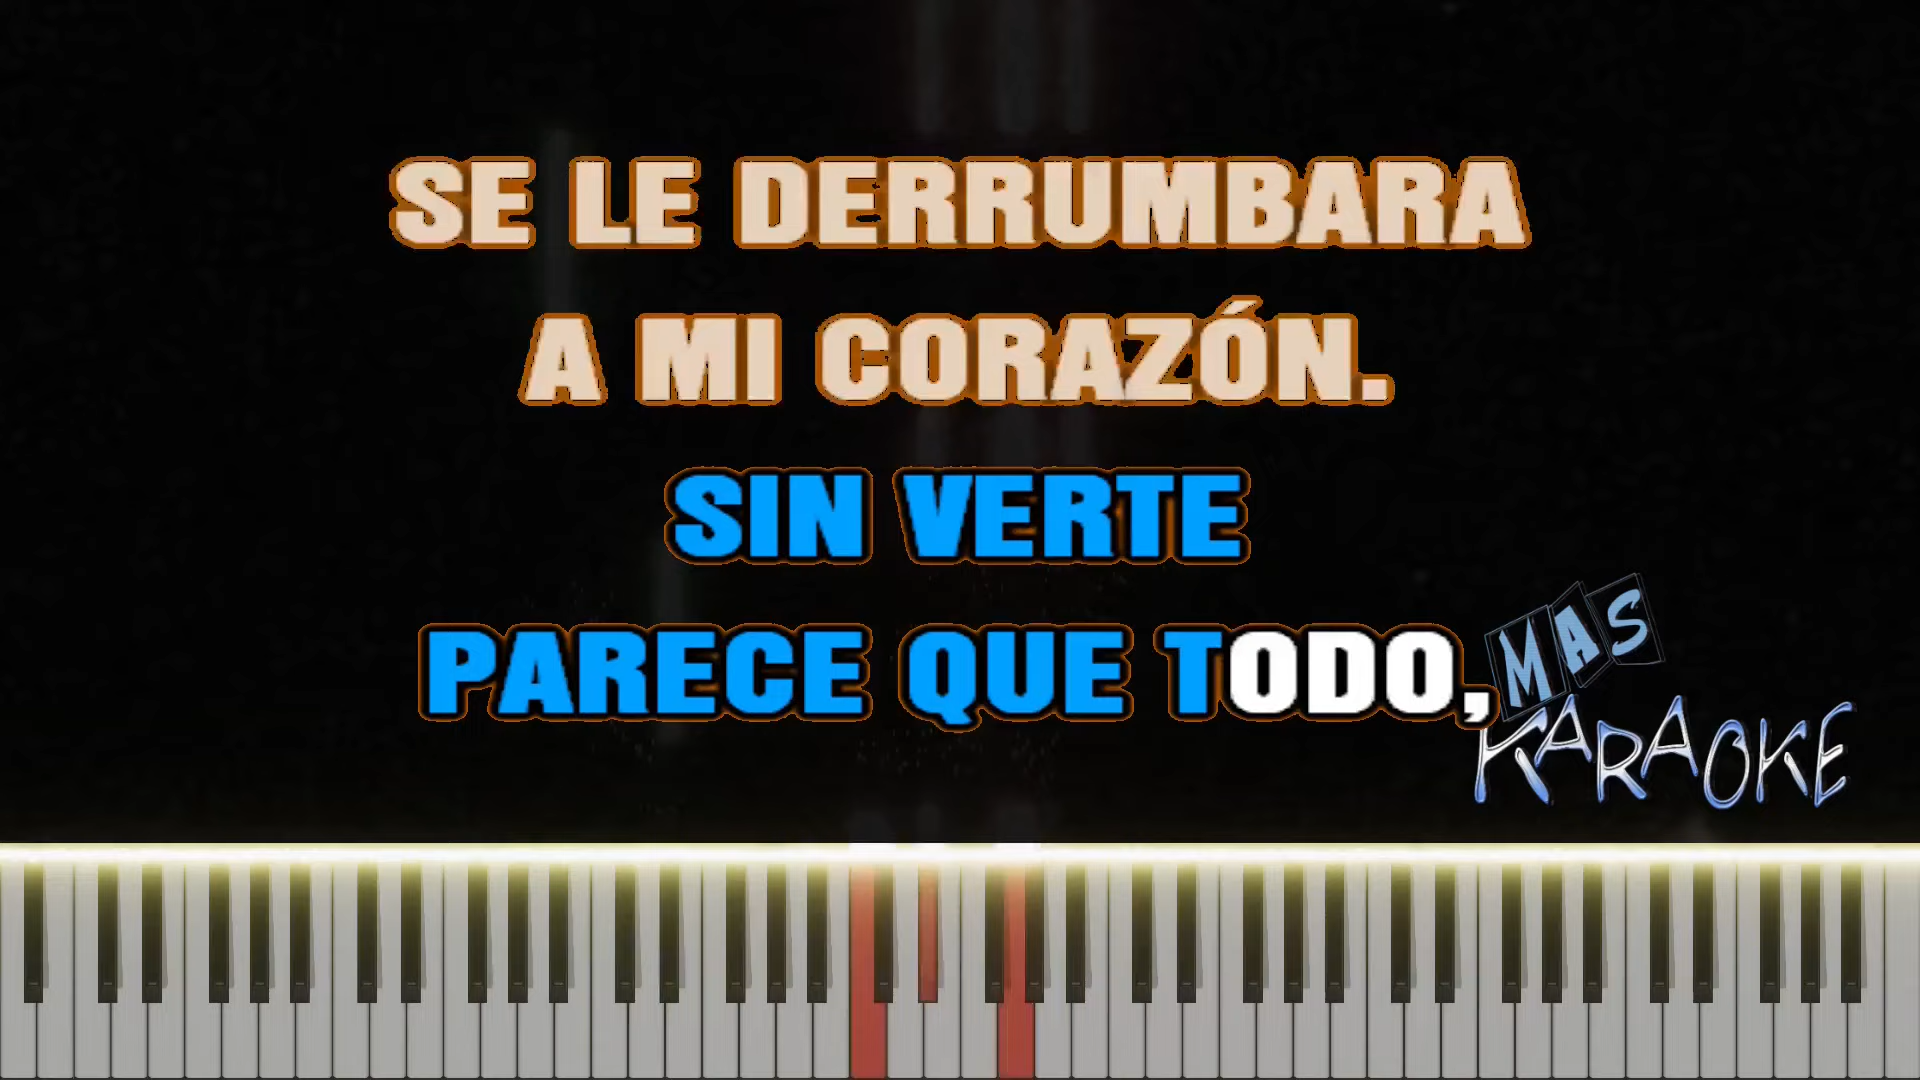 SE LE DERRUMBARA
A MI CORAZÓN.
SIN VERTE
PARECE QUE TODO,
MAS
KARAOKE